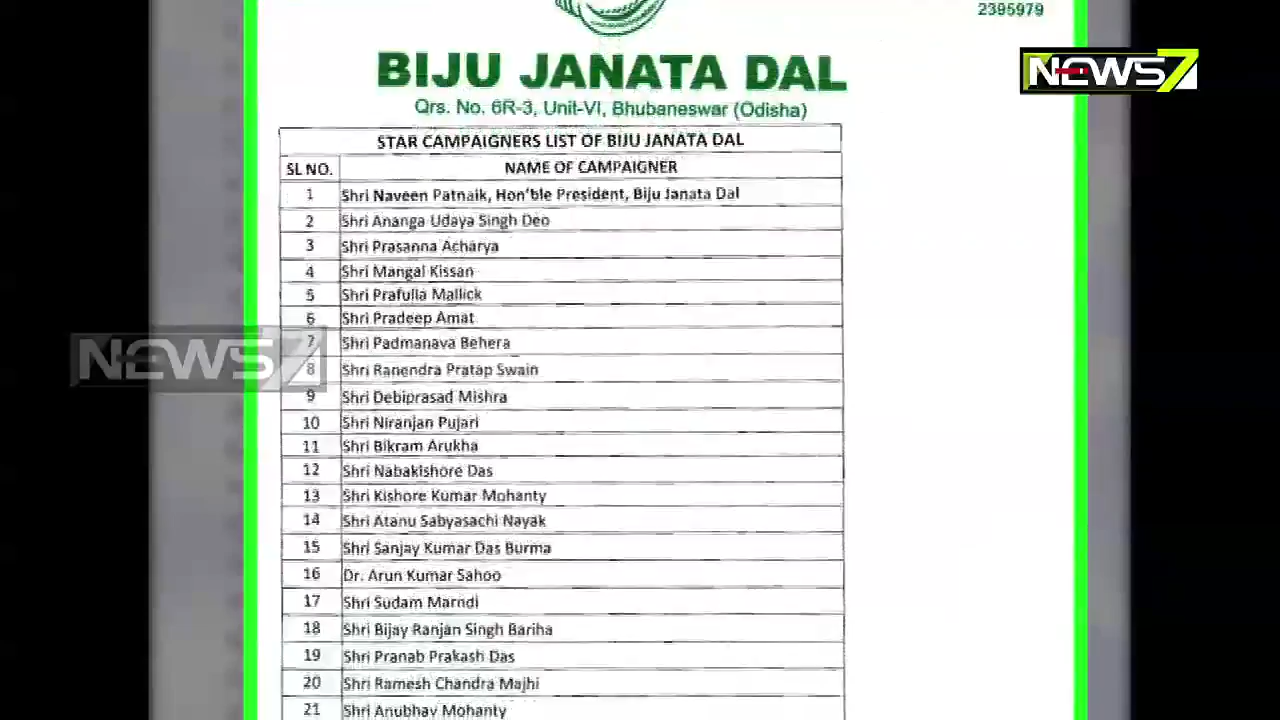 2395979
NEWS7
BIJU JANATA DAL
Qrs. No. 6R-3, Unit-VI, Bhubaneswar (Odisha)
STAR CAMPAIGNERS LIST OF BIJU JANATA DAL
SL NO. NAME OF CAMPAIGNER
1 Shri Naveen Patnaik, Hon'ble President, Biju Janata Dal
2 Shri Ananga Udaya Singh Deo
3 Shri Prasanna Acharya
4 Shri Mangal Kissan
5 Shri Prafulla Mallick
6 Shri Pradeep Amat
NEWS7
7 Shri Padmanava Behera
8 Shri Ranendra Pratap Swain
9 Shri Debiprasad Mishra
10 Shri Niranjan Pujari
11 Shri Bikram Arukha
12 Shri Nabakishore Das
13 Shri Kishore Kumar Mohanty
14 Shri Atanu Sabyasachi Nayak
15 Shri Sanjay Kumar Das Burma
16 Dr. Arun Kumar Sahoo
17 Shri Sudam Marndi
18 Shri Bijay Ranjan Singh Bariha
19 Shri Pranab Prakash Das
20 Shri Ramesh Chandra Majhi
21 Shri Anubhav Mohanty